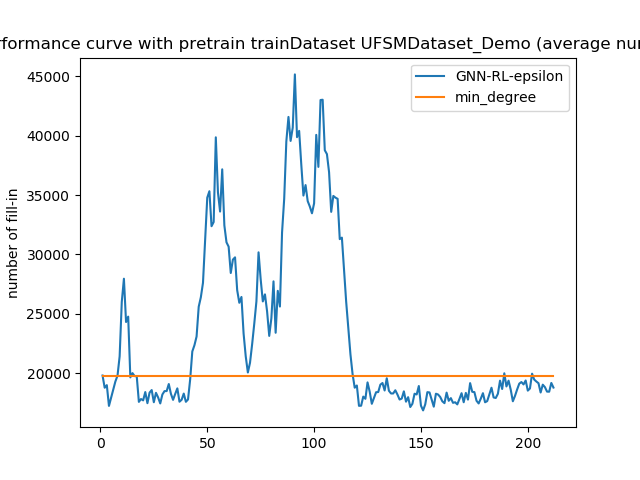 rformance curve with pretrain trainDataset UFSMDataset_Demo (average num
GNN-RL-epsilon
min_degree
number of fill-in
45000
40000
35000
30000
25000
20000
0 50 100 150 200